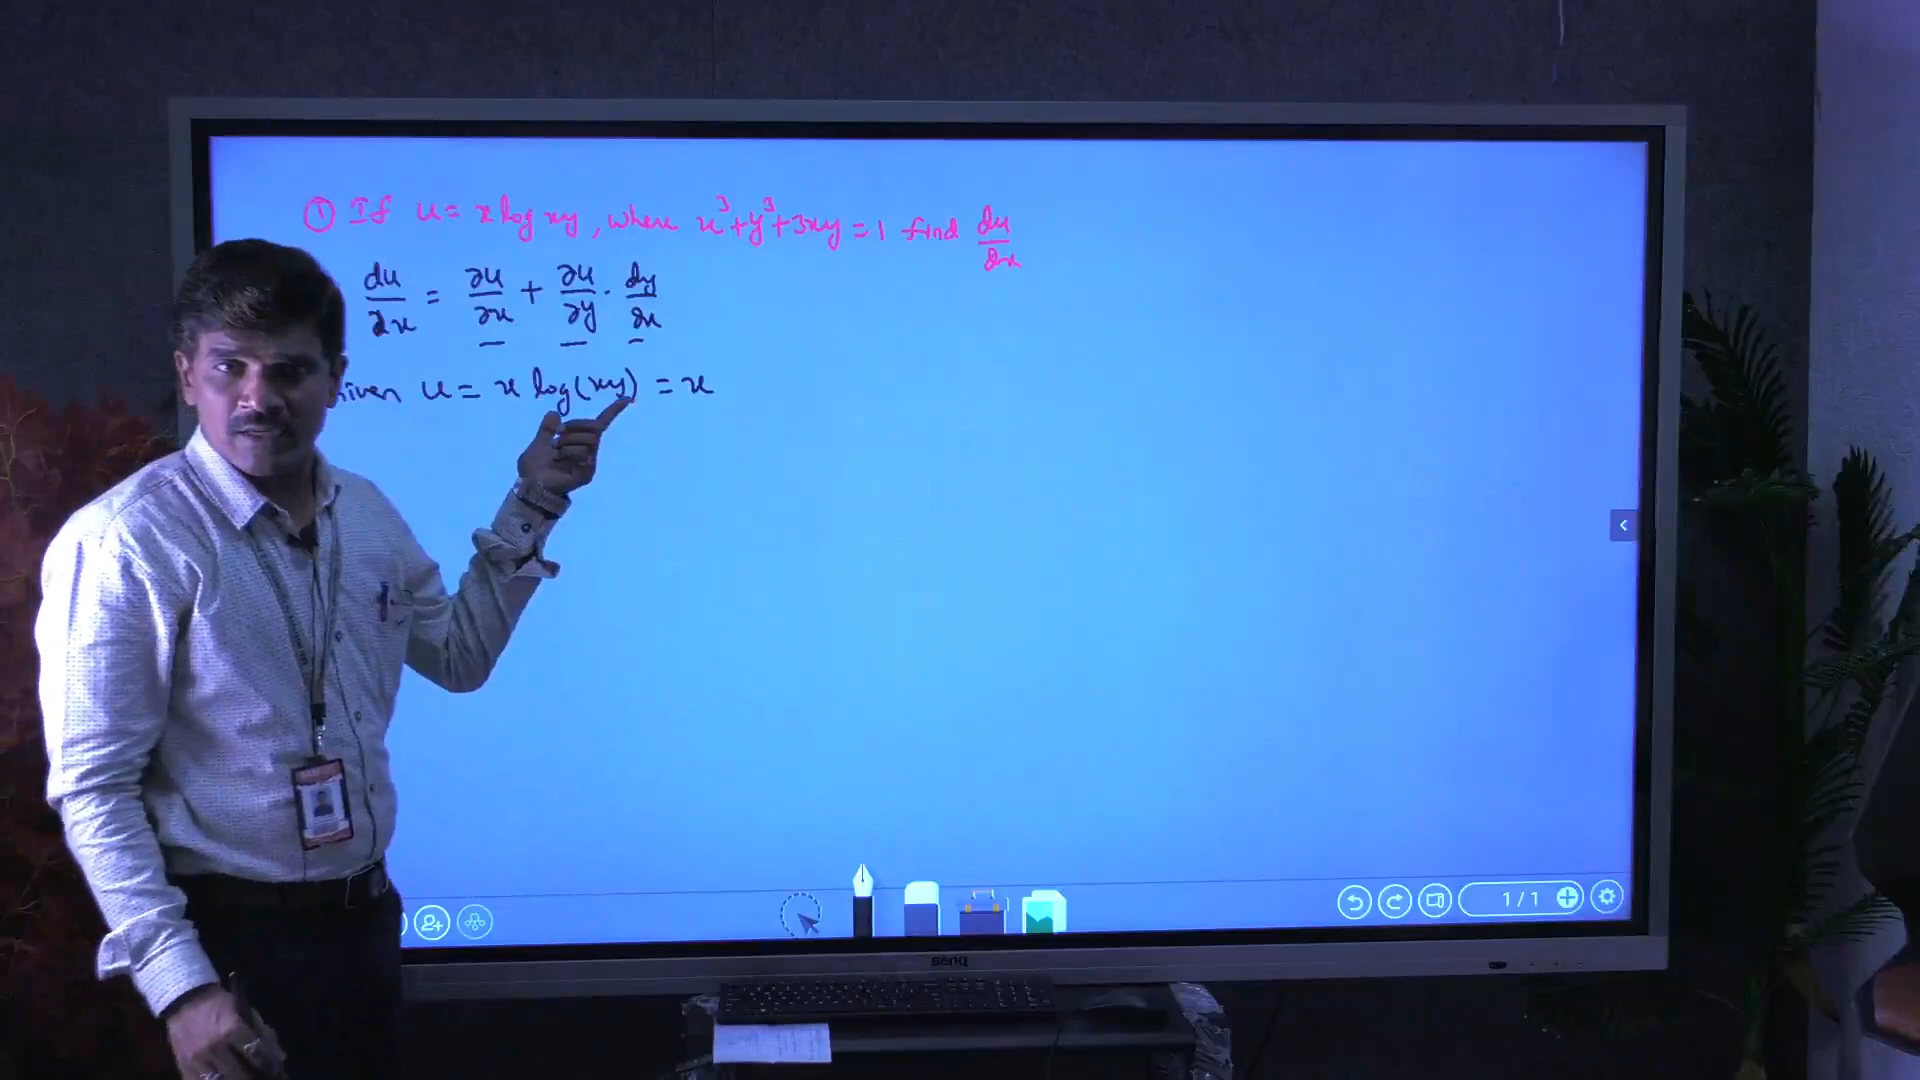 ① If u = x log xy, where x³+y³+3xy = 1 find du/dx
du/dx = ∂u/∂x + ∂u/∂y · dy/dx
iven u = x log(xy) = x
1/1
BenQ